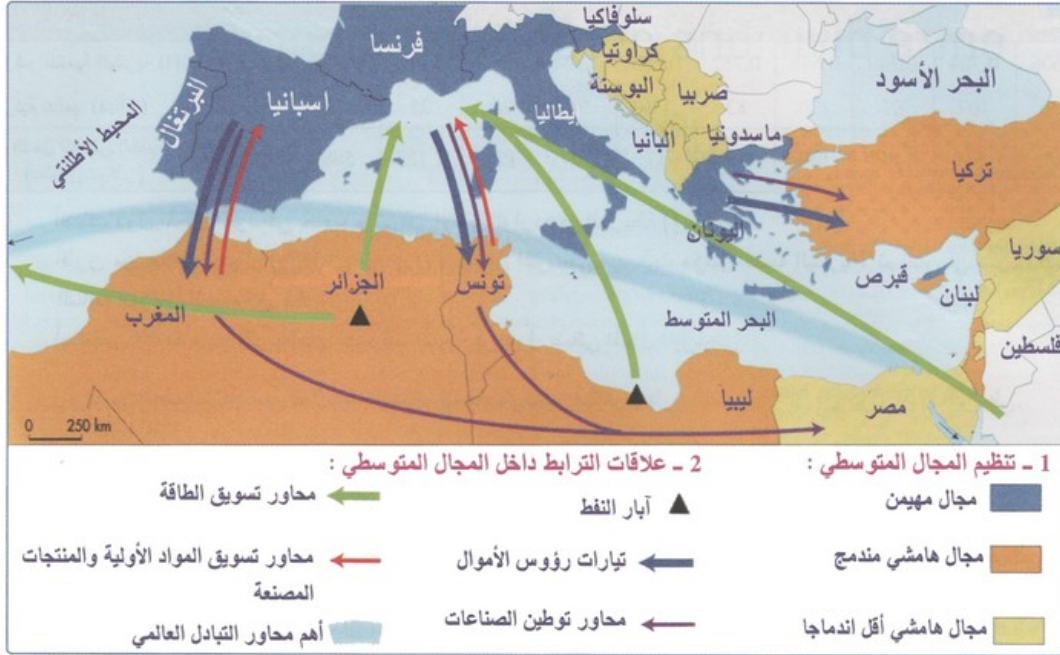 سلوفاكيا
فرنسا
كراوتيا
البوسنة
صربيا
البحر الأسود
البرتغال
اسبانيا
إيطاليا
ماسدونيا
البانيا
المحيط الأطلنتي
تركيا
اليونان
سوريا
قبرص
لبنان
تونس
الجزائر
المغرب
البحر المتوسط
فلسطين
ليبيا
مصر
0 250 km
1 ـ تنظيم المجال المتوسطي :
مجال مهيمن
مجال هامشي مندمج
مجال هامشي أقل اندماجا
2 ـ علاقات الترابط داخل المجال المتوسطي :
آبار النفط
تيارات رؤوس الأموال
محاور توطين الصناعات
محاور تسويق الطاقة
محاور تسويق المواد الأولية والمنتجات
المصنعة
أهم محاور التبادل العالمي